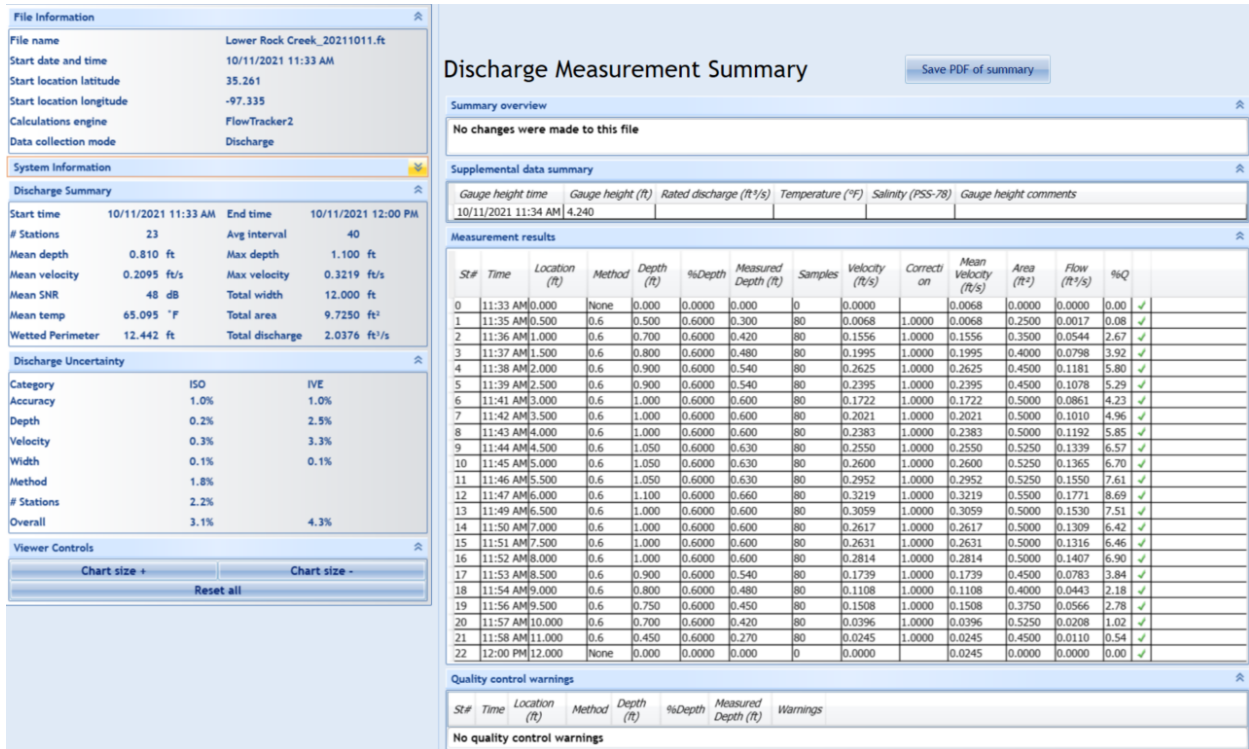 File Information
File name Lower Rock Creek_20211011.ft
Start date and time 10/11/2021 11:33 AM
Start location latitude 35.261
Start location longitude -97.335
Calculations engine FlowTracker2
Data collection mode Discharge
System Information
Discharge Summary
Start time 10/11/2021 11:33 AM End time 10/11/2021 12:00 PM
# Stations 23 Avg interval 40
Mean depth 0.810 ft Max depth 1.100 ft
Mean velocity 0.2095 ft/s Max velocity 0.3219 ft/s
Mean SNR 48 dB Total width 12.000 ft
Mean temp 65.095 °F Total area 9.7250 ft²
Wetted Perimeter 12.442 ft Total discharge 2.0376 ft³/s
Discharge Uncertainty
Category ISO IVE
Accuracy 1.0% 1.0%
Depth 0.2% 2.5%
Velocity 0.3% 3.3%
Width 0.1% 0.1%
Method 1.8%
# Stations 2.2%
Overall 3.1% 4.3%
Viewer Controls
Chart size + Chart size -
Reset all
Discharge Measurement Summary Save PDF of summary
Summary overview
No changes were made to this file
Supplemental data summary
Gauge height time Gauge height (ft) Rated discharge (ft³/s) Temperature (°F) Salinity (PSS-78) Gauge height comments
10/11/2021 11:34 AM 4.240
Measurement results
St# Time Location (ft) Method Depth (ft) %Depth Measured Depth (ft) Samples Velocity (ft/s) Correcti on Mean Velocity (ft/s) Area (ft²) Flow (ft³/s) %Q
0 11:33 AM 0.000 None 0.000 0.0000 0.000 0 0.0000 0.0068 0.0000 0.0000 0.00 ✓
1 11:35 AM 0.500 0.6 0.500 0.6000 0.300 80 0.0068 1.0000 0.0068 0.2500 0.0017 0.08 ✓
2 11:36 AM 1.000 0.6 0.700 0.6000 0.420 80 0.1556 1.0000 0.1556 0.3500 0.0544 2.67 ✓
3 11:37 AM 1.500 0.6 0.800 0.6000 0.480 80 0.1995 1.0000 0.1995 0.4000 0.0798 3.92 ✓
4 11:38 AM 2.000 0.6 0.900 0.6000 0.540 80 0.2625 1.0000 0.2625 0.4500 0.1181 5.80 ✓
5 11:39 AM 2.500 0.6 0.900 0.6000 0.540 80 0.2395 1.0000 0.2395 0.4500 0.1078 5.29 ✓
6 11:41 AM 3.000 0.6 1.000 0.6000 0.600 80 0.1722 1.0000 0.1722 0.5000 0.0861 4.23 ✓
7 11:42 AM 3.500 0.6 1.000 0.6000 0.600 80 0.2021 1.0000 0.2021 0.5000 0.1010 4.96 ✓
8 11:43 AM 4.000 0.6 1.000 0.6000 0.600 80 0.2383 1.0000 0.2383 0.5000 0.1192 5.85 ✓
9 11:44 AM 4.500 0.6 1.050 0.6000 0.630 80 0.2550 1.0000 0.2550 0.5250 0.1339 6.57 ✓
10 11:45 AM 5.000 0.6 1.050 0.6000 0.630 80 0.2600 1.0000 0.2600 0.5250 0.1365 6.70 ✓
11 11:46 AM 5.500 0.6 1.050 0.6000 0.630 80 0.2952 1.0000 0.2952 0.5250 0.1550 7.61 ✓
12 11:47 AM 6.000 0.6 1.100 0.6000 0.660 80 0.3219 1.0000 0.3219 0.5500 0.1771 8.69 ✓
13 11:49 AM 6.500 0.6 1.000 0.6000 0.600 80 0.3059 1.0000 0.3059 0.5000 0.1530 7.51 ✓
14 11:50 AM 7.000 0.6 1.000 0.6000 0.600 80 0.2617 1.0000 0.2617 0.5000 0.1309 6.42 ✓
15 11:51 AM 7.500 0.6 1.000 0.6000 0.600 80 0.2631 1.0000 0.2631 0.5000 0.1316 6.46 ✓
16 11:52 AM 8.000 0.6 1.000 0.6000 0.600 80 0.2814 1.0000 0.2814 0.5000 0.1407 6.90 ✓
17 11:53 AM 8.500 0.6 0.900 0.6000 0.540 80 0.1739 1.0000 0.1739 0.4500 0.0783 3.84 ✓
18 11:54 AM 9.000 0.6 0.800 0.6000 0.480 80 0.1108 1.0000 0.1108 0.4000 0.0443 2.18 ✓
19 11:56 AM 9.500 0.6 0.750 0.6000 0.450 80 0.1508 1.0000 0.1508 0.3750 0.0566 2.78 ✓
20 11:57 AM 10.000 0.6 0.700 0.6000 0.420 80 0.0396 1.0000 0.0396 0.5250 0.0208 1.02 ✓
21 11:58 AM 11.000 0.6 0.450 0.6000 0.270 80 0.0245 1.0000 0.0245 0.4500 0.0110 0.54 ✓
22 12:00 PM 12.000 None 0.000 0.0000 0.000 0 0.0000 0.0245 0.0000 0.0000 0.00 ✓
Quality control warnings
St# Time Location (ft) Method Depth (ft) %Depth Measured Depth (ft) Warnings
No quality control warnings